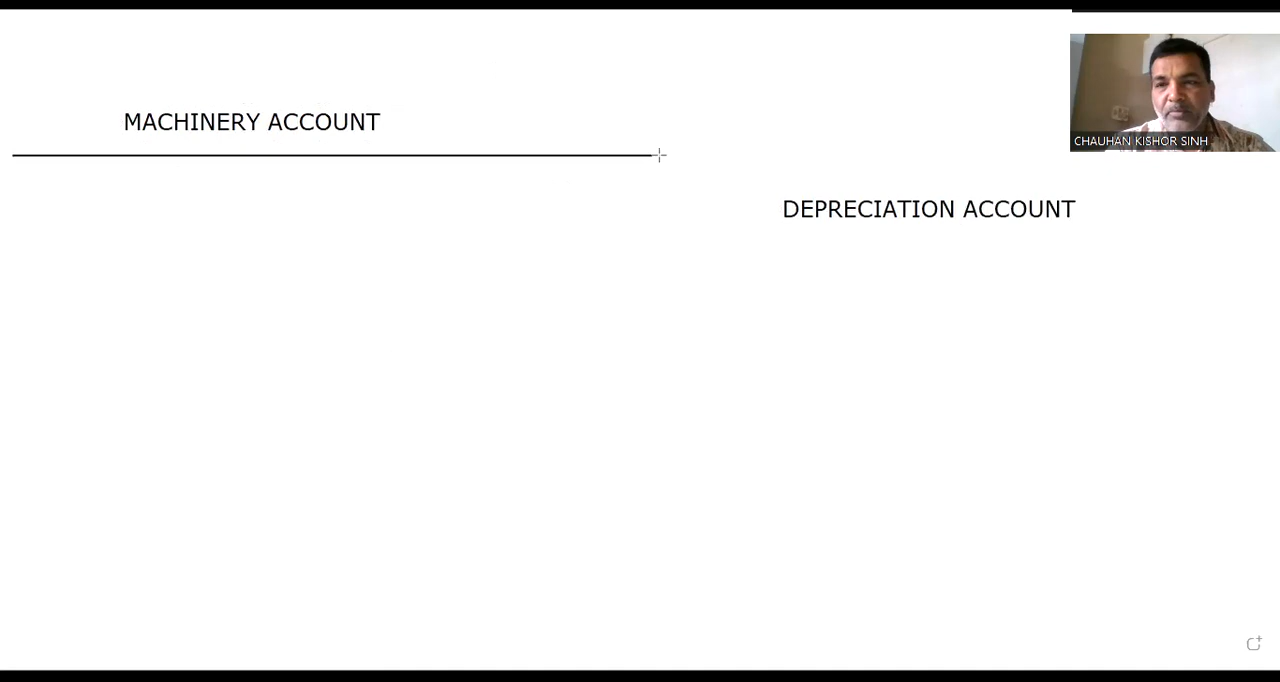 MACHINERY ACCOUNT
CHAUHAN KISHOR SINH
DEPRECIATION ACCOUNT